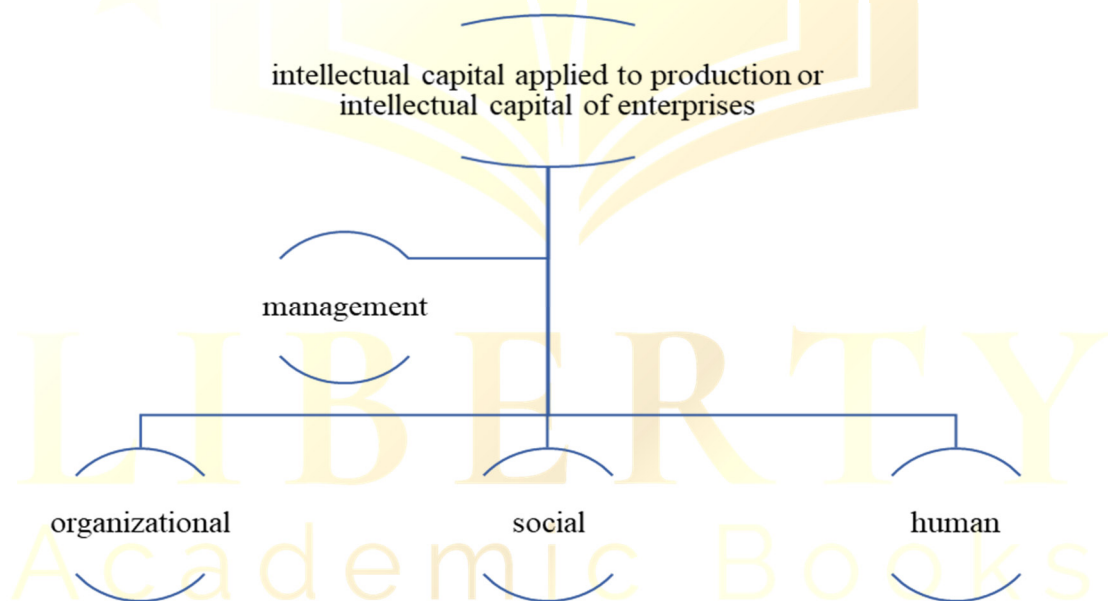 intellectual capital applied to production or
intellectual capital of enterprises
management
organizational
social
human
LIBERTY
Academic Books